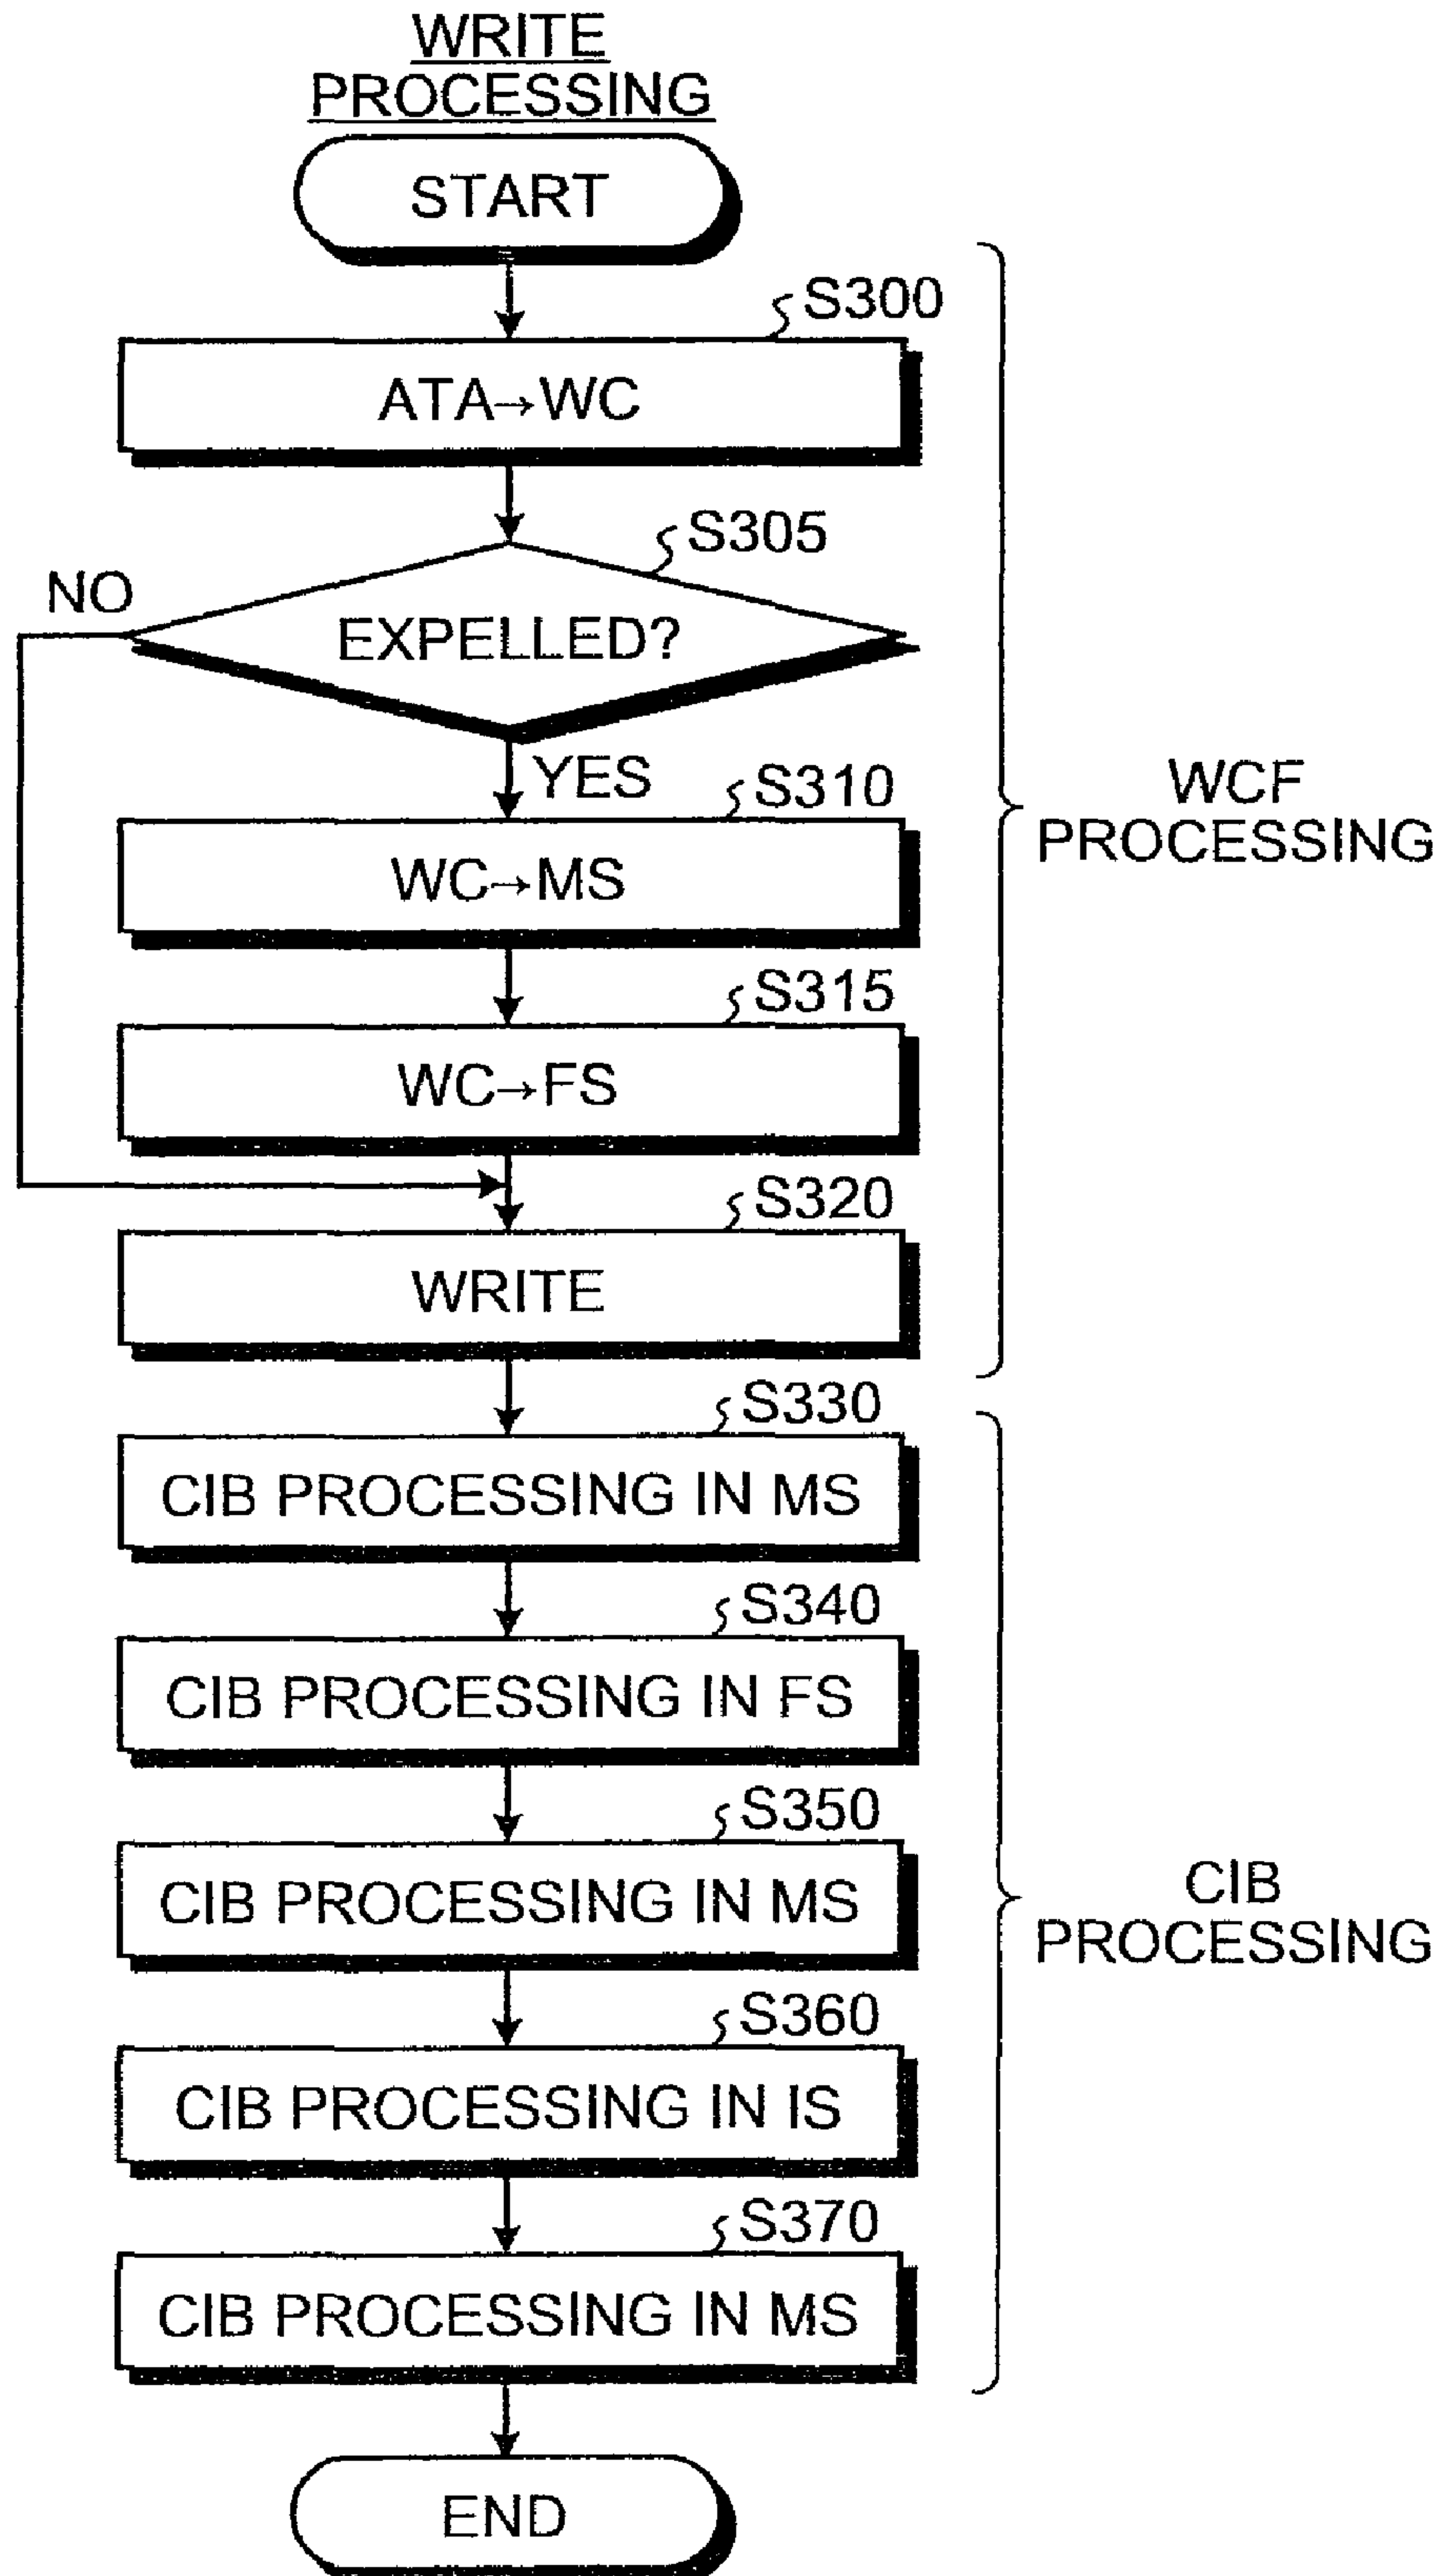 WRITE
PROCESSING
START
S300
ATA→WC
S305
NO
EXPELLED?
YES
S310
WC→MS
WCF
PROCESSING
S315
WC→FS
S320
WRITE
S330
CIB PROCESSING IN MS
S340
CIB PROCESSING IN FS
S350
CIB PROCESSING IN MS
CIB
PROCESSING
S360
CIB PROCESSING IN IS
S370
CIB PROCESSING IN MS
END